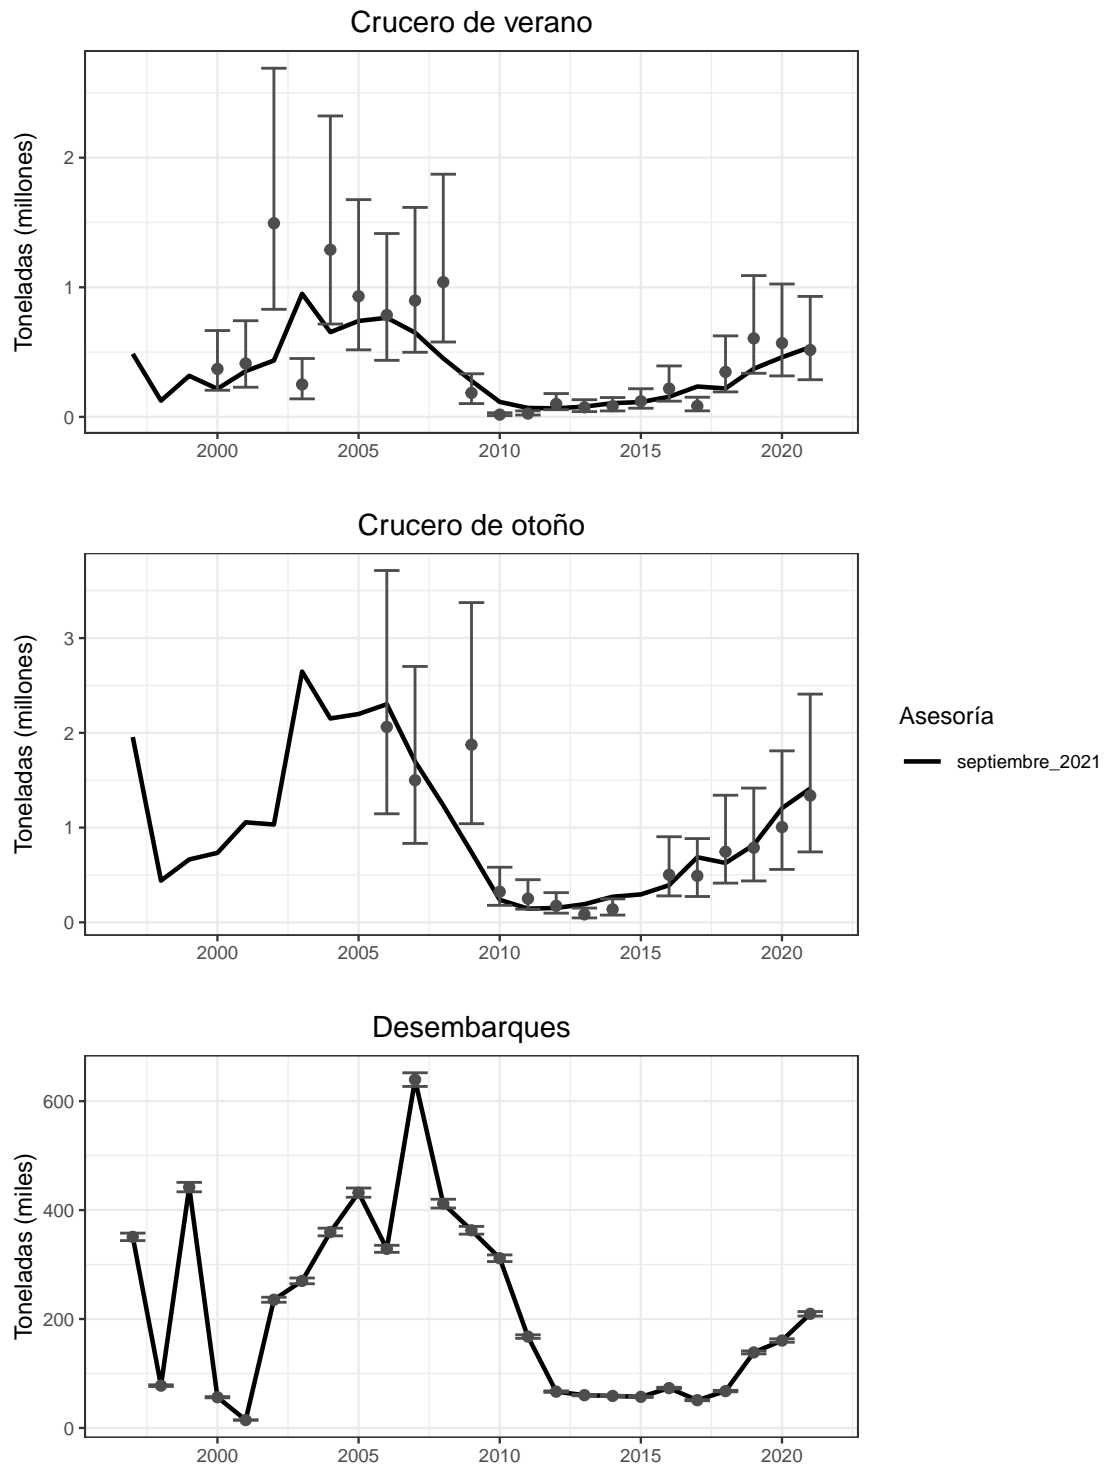 Crucero de verano
Toneladas (millones)
2
1
0
2000 2005 2010 2015 2020
Crucero de otoño
Toneladas (millones)
3
2
1
0
2000 2005 2010 2015 2020
Asesoría
septiembre_2021
Desembarques
Toneladas (miles)
600
400
200
0
2000 2005 2010 2015 2020